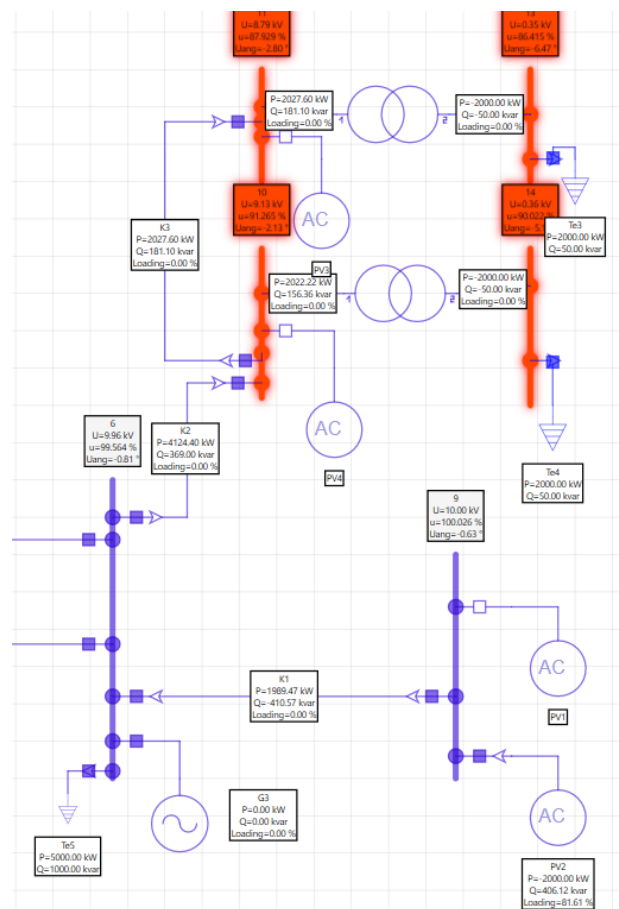 11
U=8.79 kV
u=87.929 %
Uang=-2.80 °
13
U=0.35 kV
u=86.415 %
Uang=-6.47 °
P=2027.60 kW
Q=181.10 kvar
Loading=0.00 %
1
2
P=-2000.00 kW
Q=-50.00 kvar
Loading=0.00 %
10
U=9.13 kV
u=91.265 %
Uang=-2.13 °
AC
PV3
14
U=0.36 kV
u=90.022 %
Te3
P=2000.00 kW
Q=50.00 kvar
K3
P=2027.60 kW
Q=181.10 kvar
Loading=0.00 %
P=2022.22 kW
Q=156.36 kvar
Loading=0.00 %
1
2
P=-2000.00 kW
Q=-50.00 kvar
Loading=0.00 %
AC
PV4
6
U=9.96 kV
u=99.564 %
Uang=-0.81 °
K2
P=4124.40 kW
Q=369.00 kvar
Loading=0.00 %
Te4
P=2000.00 kW
Q=50.00 kvar
9
U=10.00 kV
u=100.026 %
Uang=-0.63 °
AC
PV1
K1
P=1989.47 kW
Q=-410.57 kvar
Loading=0.00 %
G3
P=0.00 kW
Q=0.00 kvar
Loading=0.00 %
Te5
P=5000.00 kW
Q=1000.00 kvar
AC
PV2
P=-2000.00 kW
Q=406.12 kvar
Loading=81.61 %